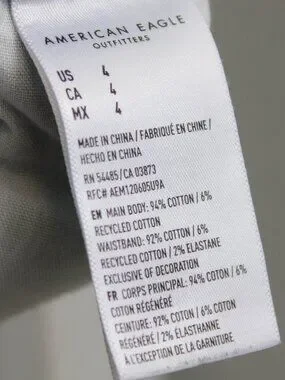 AMERICAN EAGLE
OUTFITTERS
US 4
CA 4
MX 4
MADE IN CHINA / FABRIQUÉ EN CHINE /
HECHO EN CHINA
RN 54485/CA 03873
RFC# AEM120605U9A
EN MAIN BODY: 94% COTTON / 6%
RECYCLED COTTON
WAISTBAND: 92% COTTON / 6%
RECYCLED COTTON / 2% ELASTANE
EXCLUSIVE OF DECORATION
FR CORPS PRINCIPAL: 94% COTON / 6%
COTON RÉGÉNÉRÉ
CEINTURE: 92% COTON / 6% COTON
RÉGÉNÉRÉ / 2% ÉLASTHANNE
À L'EXCEPTION DE LA GARNITURE